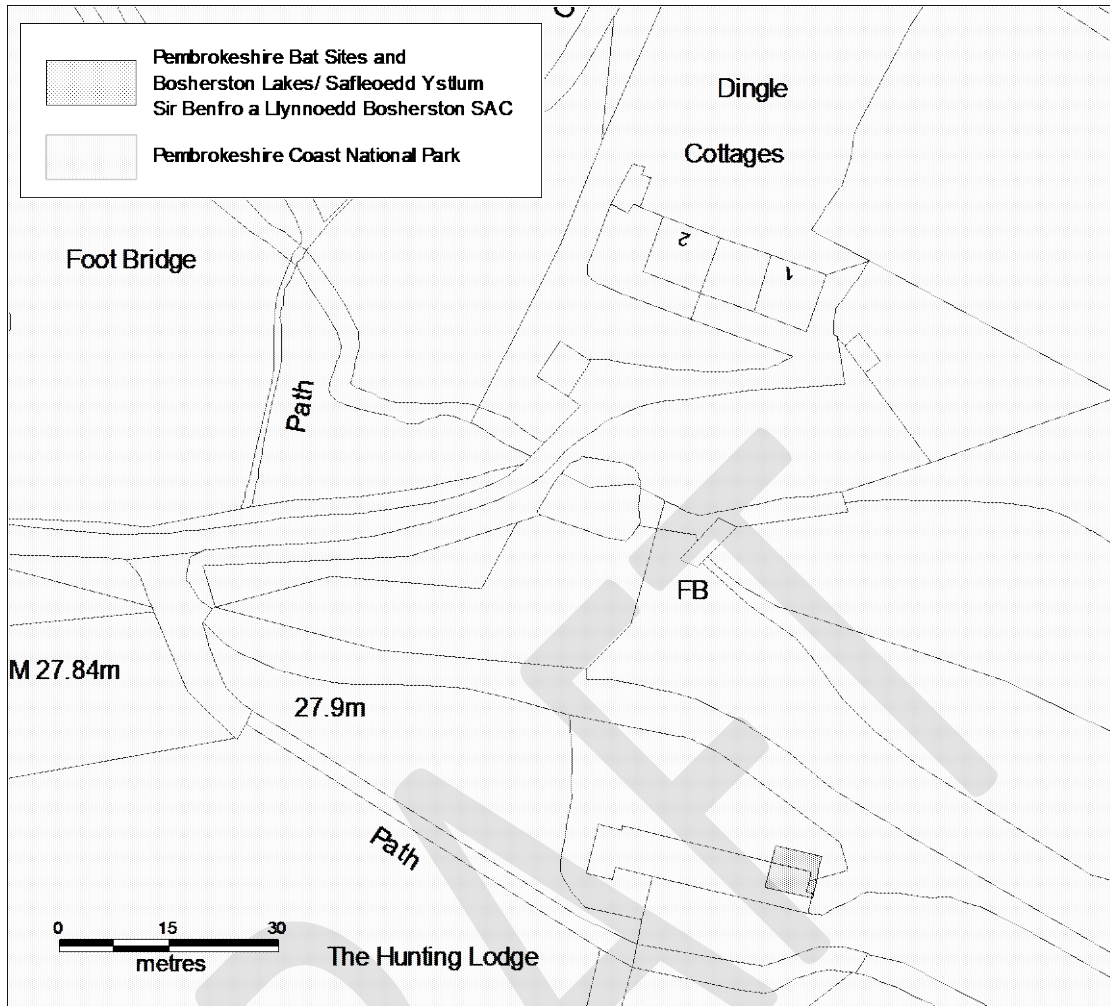 Pembrokeshire Bat Sites and
Bosherston Lakes/ Safleoedd Ystlum
Sir Benfro a Llynnoedd Bosherston SAC
Pembrokeshire Coast National Park
Dingle
Cottages
2
1
Foot Bridge
Path
FB
M 27.84m
27.9m
Path
0 15 30
metres
The Hunting Lodge
DRAFT